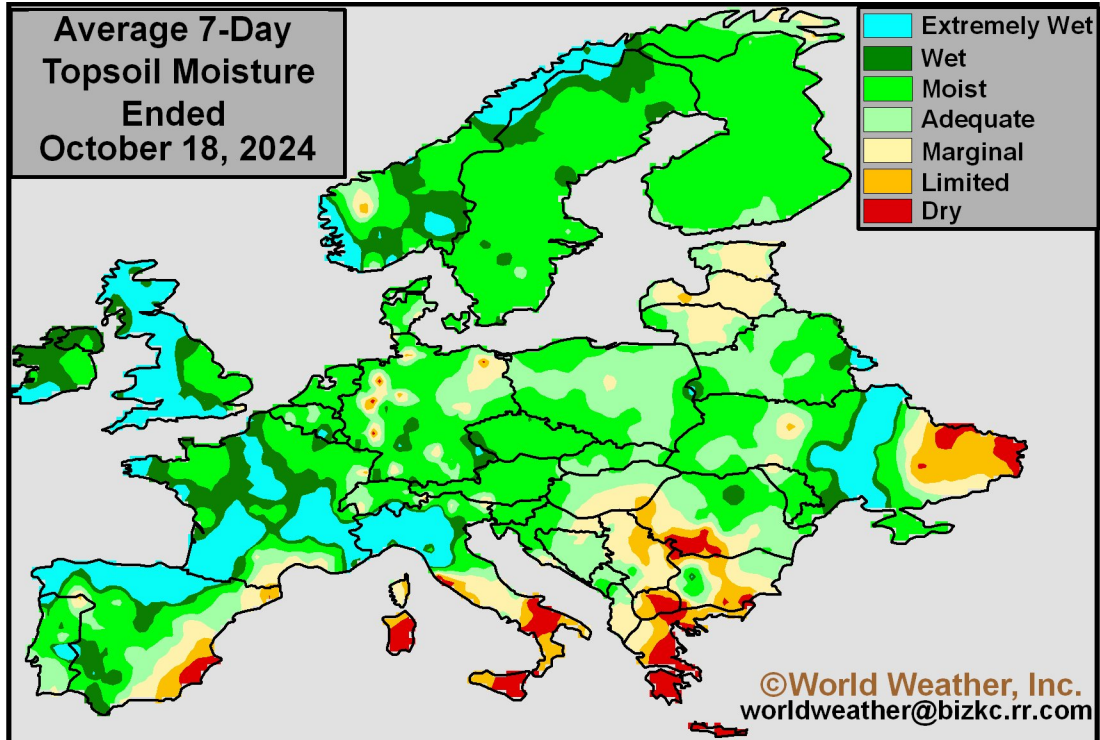 Average 7-Day
Topsoil Moisture
Ended
October 18, 2024
Extremely Wet
Wet
Moist
Adequate
Marginal
Limited
Dry
©World Weather, Inc.
worldweather@bizkc.rr.com